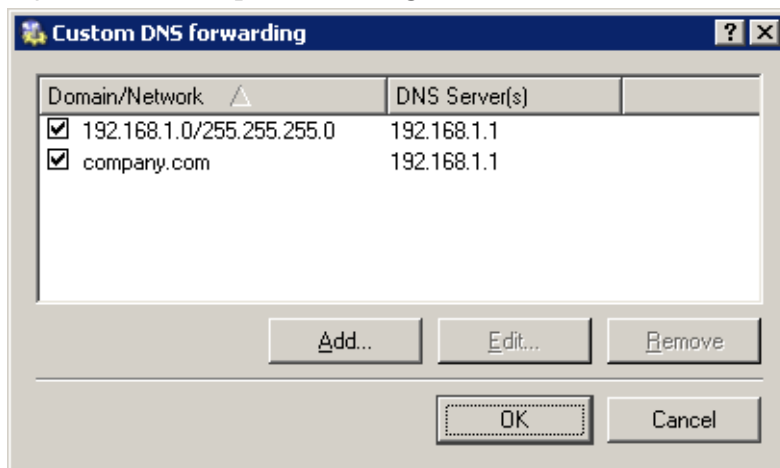 Custom DNS forwarding
Domain/Network DNS Server(s)
192.168.1.0/255.255.255.0 192.168.1.1
company.com 192.168.1.1
Add... Edit... Remove
OK Cancel